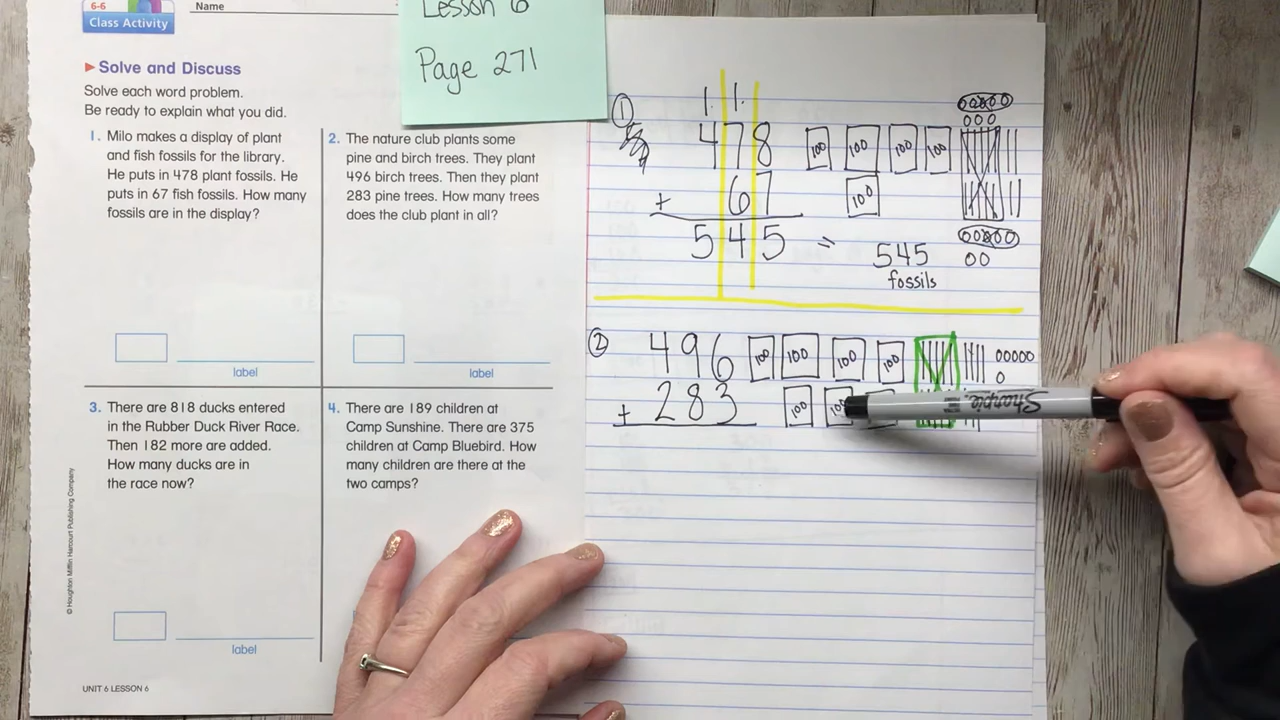 6-6
Class Activity
Name
Lesson 6
Page 271
Solve and Discuss
Solve each word problem.
Be ready to explain what you did.
1. Milo makes a display of plant
and fish fossils for the library.
He puts in 478 plant fossils. He
puts in 67 fish fossils. How many
fossils are in the display?
label
2. The nature club plants some
pine and birch trees. They plant
496 birch trees. Then they plant
283 pine trees. How many trees
does the club plant in all?
label
3. There are 818 ducks entered
in the Rubber Duck River Race.
Then 182 more are added.
How many ducks are in
the race now?
label
4. There are 189 children at
Camp Sunshine. There are 375
children at Camp Bluebird. How
many children are there at the
two camps?
© Houghton Mifflin Harcourt Publishing Company
UNIT 6 LESSON 6
1
1 1
478
+ 67
545 = 545
fossils
100 100 100 100
100
2
496
+ 283
100 100 100 100
100 100
Sharpie